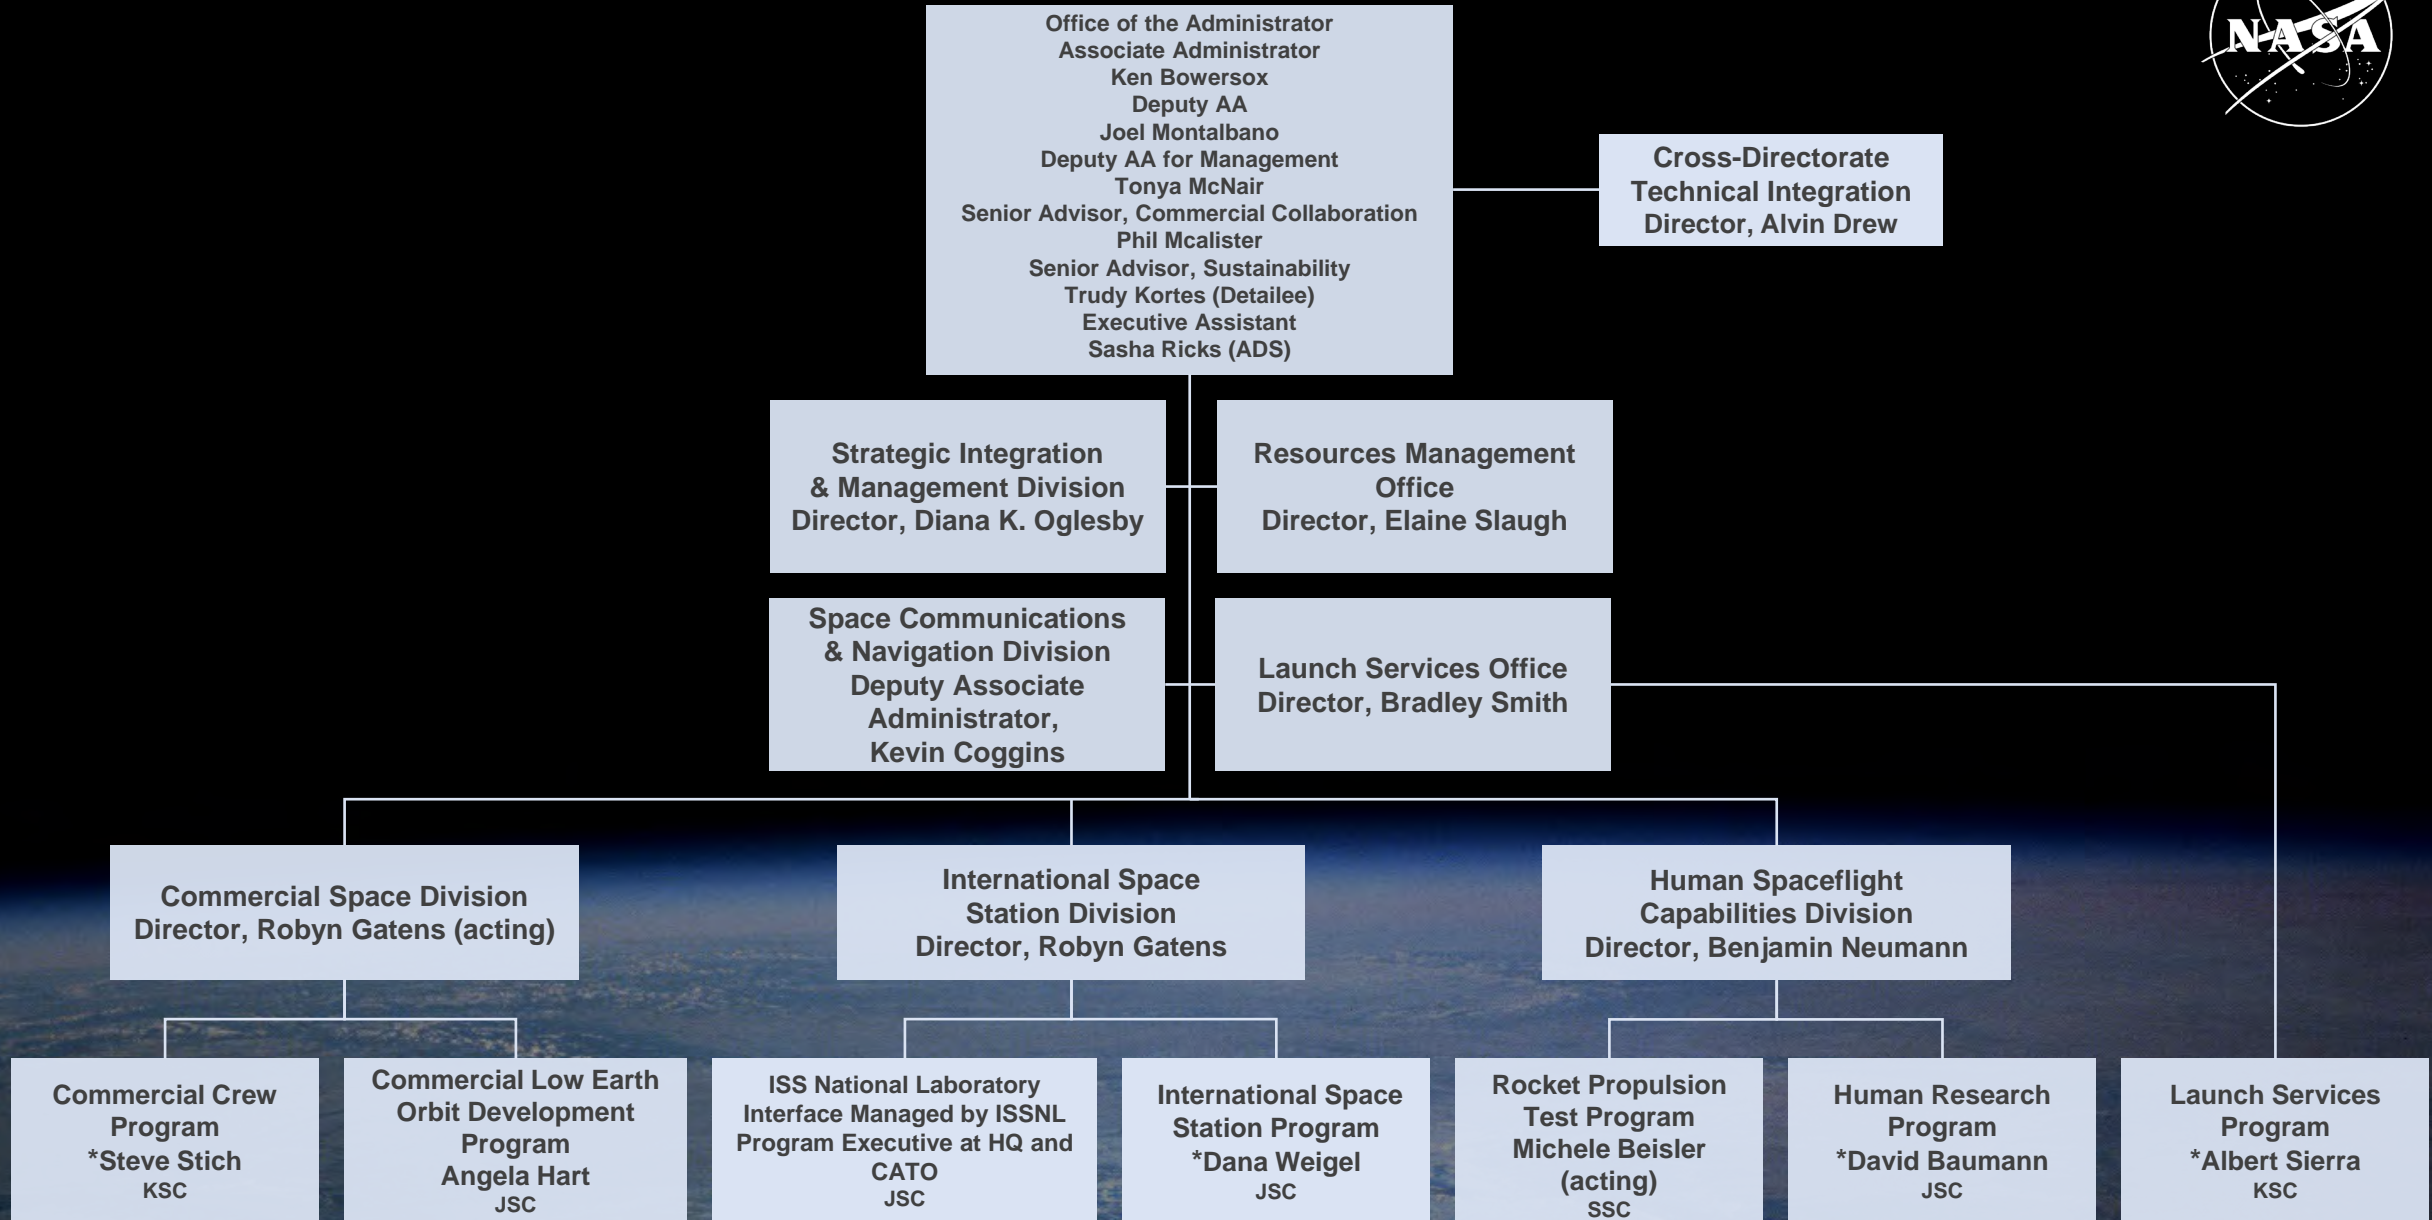 NASA
Office of the Administrator
Associate Administrator
Ken Bowersox
Deputy AA
Joel Montalbano
Deputy AA for Management
Tonya McNair
Senior Advisor, Commercial Collaboration
Phil Mcalister
Senior Advisor, Sustainability
Trudy Kortes (Detailee)
Executive Assistant
Sasha Ricks (ADS)
Cross-Directorate
Technical Integration
Director, Alvin Drew
Strategic Integration
& Management Division
Director, Diana K. Oglesby
Resources Management
Office
Director, Elaine Slaugh
Space Communications
& Navigation Division
Deputy Associate
Administrator,
Kevin Coggins
Launch Services Office
Director, Bradley Smith
Commercial Space Division
Director, Robyn Gatens (acting)
International Space
Station Division
Director, Robyn Gatens
Human Spaceflight
Capabilities Division
Director, Benjamin Neumann
Commercial Crew
Program
*Steve Stich
KSC
Commercial Low Earth
Orbit Development
Program
Angela Hart
JSC
ISS National Laboratory
Interface Managed by ISSNL
Program Executive at HQ and
CATO
JSC
International Space
Station Program
*Dana Weigel
JSC
Rocket Propulsion
Test Program
Michele Beisler
(acting)
SSC
Human Research
Program
*David Baumann
JSC
Launch Services
Program
*Albert Sierra
KSC